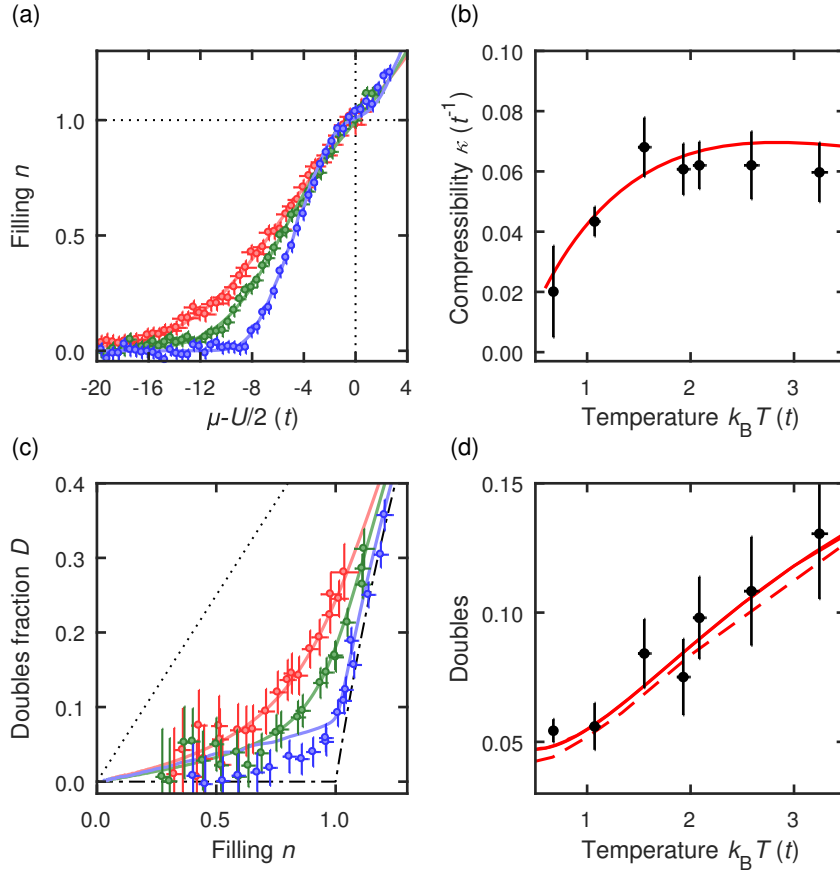 (a)
Filling n
1.0
0.5
0.0
-20 -16 -12 -8 -4 0 4
μ-U/2 (t)
(b)
Compressibility κ (t⁻¹)
0.10
0.08
0.06
0.04
0.02
0.00
1 2 3
Temperature k_B T (t)
(c)
Doubles fraction D
0.4
0.3
0.2
0.1
0.0
0.0 0.5 1.0
Filling n
(d)
Doubles
0.15
0.10
0.05
1 2 3
Temperature k_B T (t)